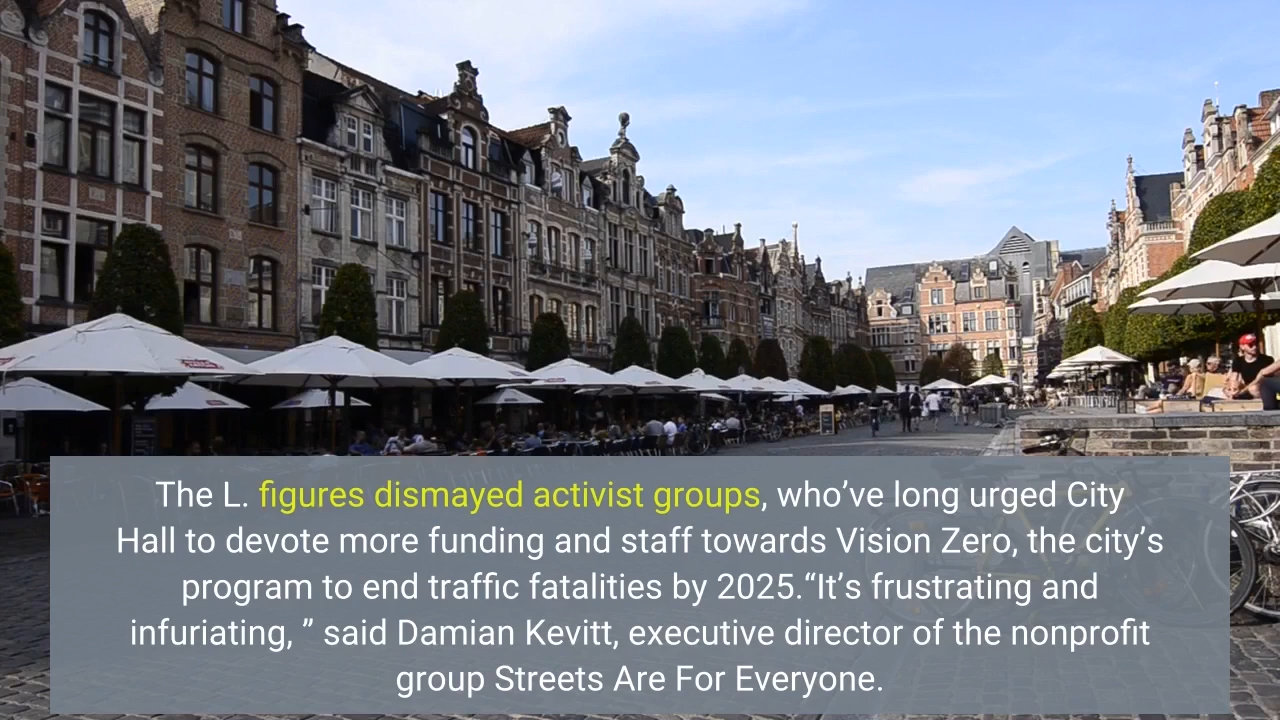 The L. figures dismayed activist groups, who’ve long urged City
Hall to devote more funding and staff towards Vision Zero, the city’s
program to end traffic fatalities by 2025.“It’s frustrating and
infuriating, ” said Damian Kevitt, executive director of the nonprofit
group Streets Are For Everyone.